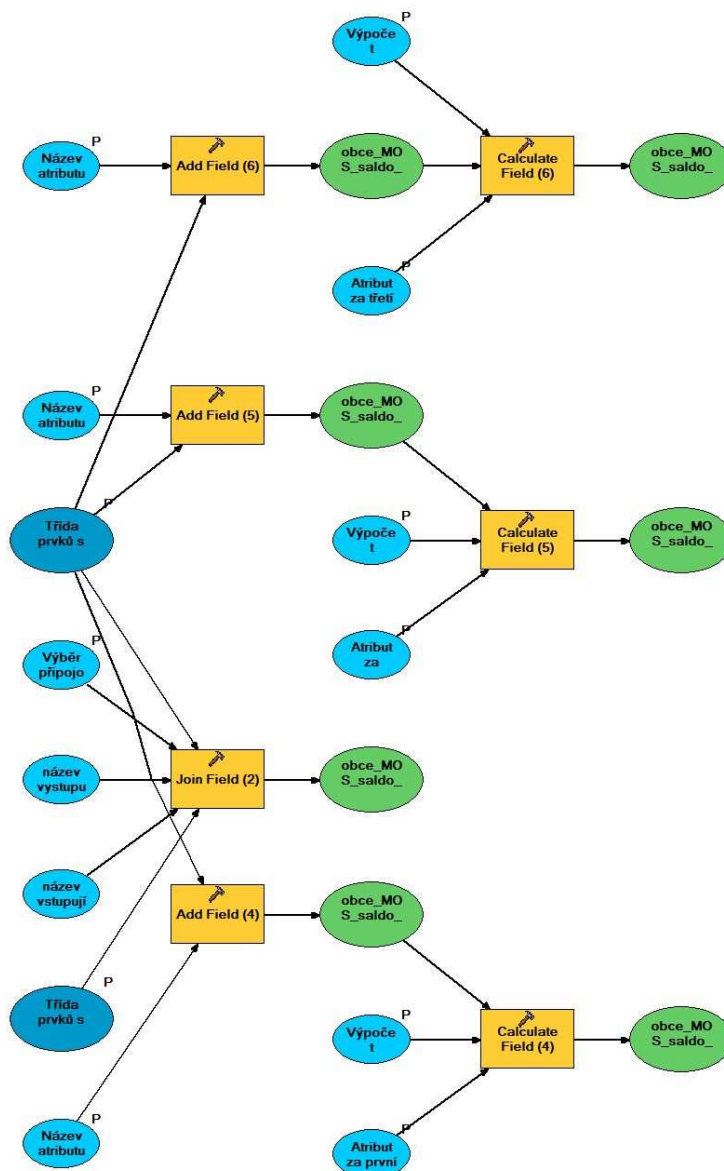 P
Výpoče
t
P
Název
atributu
Add Field (6)
obce_MO
S_saldo_
Calculate
Field (6)
obce_MO
S_saldo_
P
Atribut
za třetí
P
Název
atributu
Add Field (5)
obce_MO
S_saldo_
P
Třída
prvků s
P
Výpoče
t
Calculate
Field (5)
obce_MO
S_saldo_
P
Atribut
za
P
Výběr
připojo
název
vystupu
Join Field (2)
obce_MO
S_saldo_
název
vstupují
Add Field (4)
obce_MO
S_saldo_
P
Třída
prvků s
P
Výpoče
t
Calculate
Field (4)
obce_MO
S_saldo_
P
Název
atributu
P
Atribut
za první